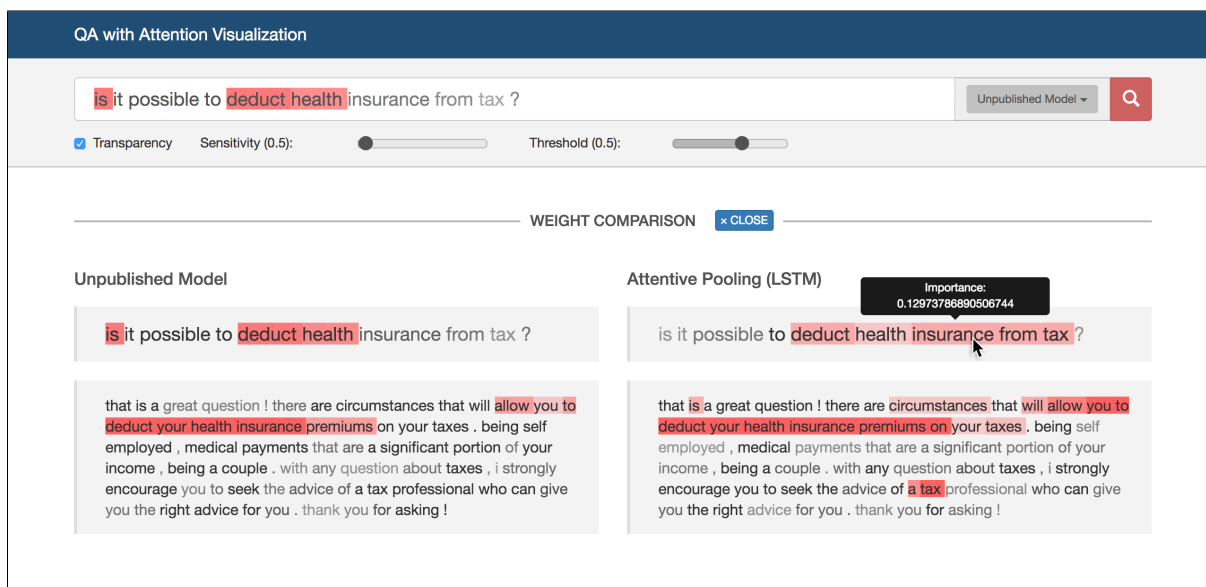 QA with Attention Visualization
is it possible to deduct health insurance from tax ?
Unpublished Model
Transparency
Sensitivity (0.5):
Threshold (0.5):
WEIGHT COMPARISON
× CLOSE
Unpublished Model
is it possible to deduct health insurance from tax ?
that is a great question ! there are circumstances that will allow you to
deduct your health insurance premiums on your taxes . being self
employed , medical payments that are a significant portion of your
income , being a couple . with any question about taxes , i strongly
encourage you to seek the advice of a tax professional who can give
you the right advice for you . thank you for asking !
Attentive Pooling (LSTM)
Importance:
0.12973786890506744
is it possible to deduct health insurance from tax ?
that is a great question ! there are circumstances that will allow you to
deduct your health insurance premiums on your taxes . being self
employed , medical payments that are a significant portion of your
income , being a couple . with any question about taxes , i strongly
encourage you to seek the advice of a tax professional who can give
you the right advice for you . thank you for asking !